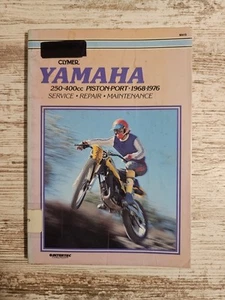 CLYMER
YAMAHA
250-400cc PISTON-PORT • 1968-1976
SERVICE • REPAIR • MAINTENANCE